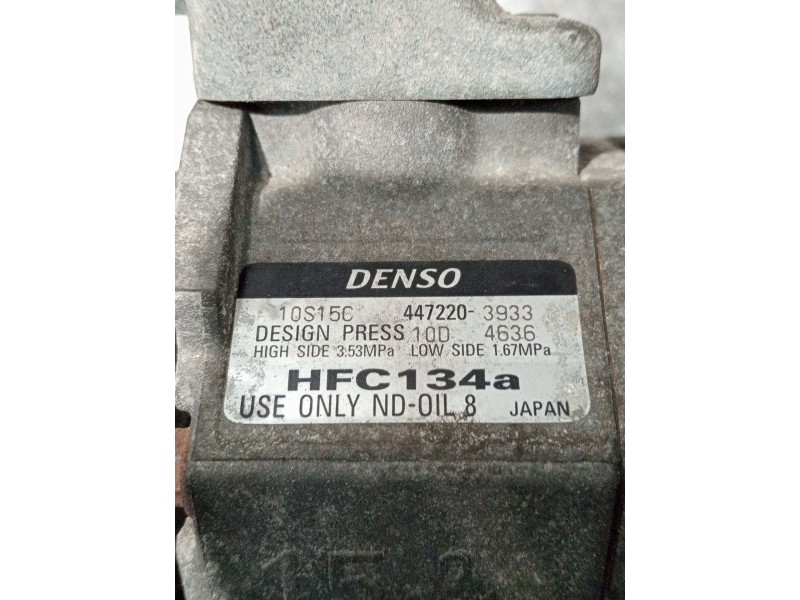 DENSO
10S15C 447220-3933
DESIGN PRESS 10D 4636
HIGH SIDE 3.53MPa LOW SIDE 1.67MPa
HFC134a
USE ONLY ND-OIL 8 JAPAN